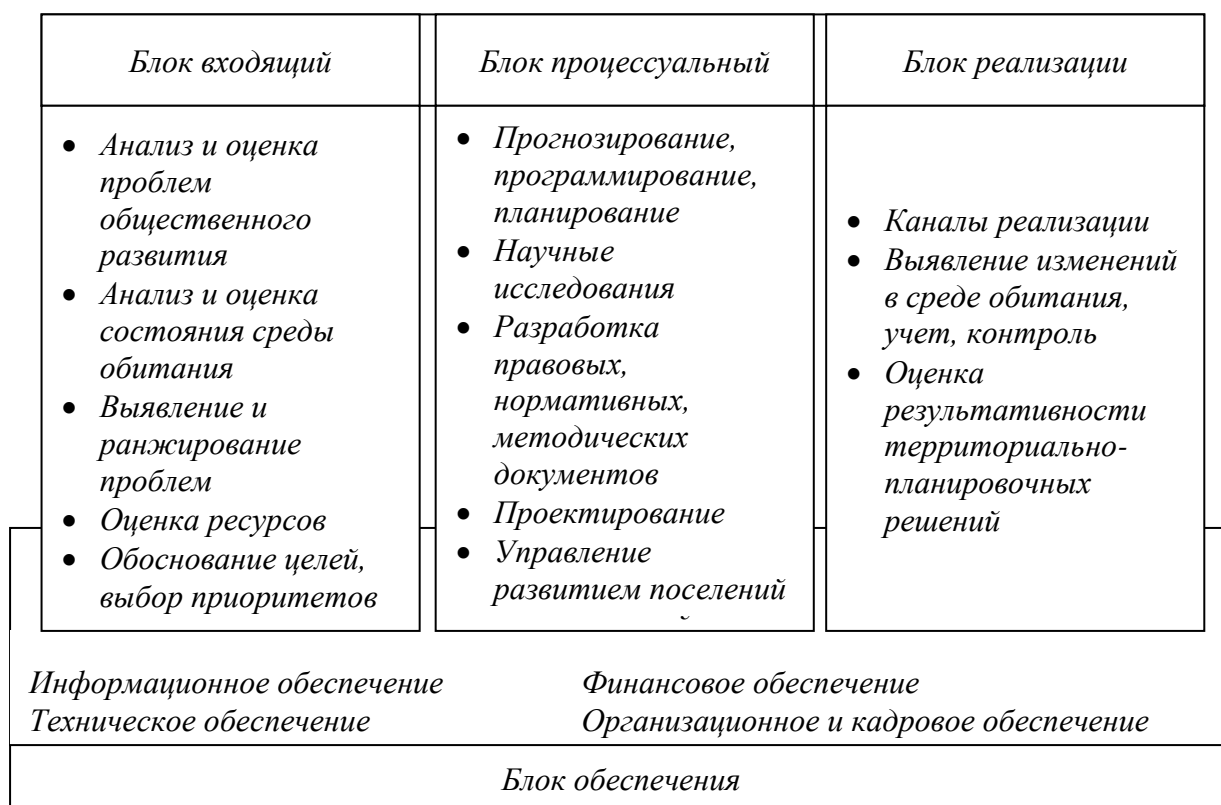 Блок входящий
Блок процессуальный
Блок реализации
• Анализ и оценка
проблем
общественного
развития
• Анализ и оценка
состояния среды
обитания
• Выявление и
ранжирование
проблем
• Оценка ресурсов
• Обоснование целей,
выбор приоритетов
• Прогнозирование,
программирование,
планирование
• Научные
исследования
• Разработка
правовых,
нормативных,
методических
документов
• Проектирование
• Управление
развитием поселений
• Каналы реализации
• Выявление изменений
в среде обитания,
учет, контроль
• Оценка
результативности
территориально-
планировочных
решений
Информационное обеспечение
Финансовое обеспечение
Техническое обеспечение
Организационное и кадровое обеспечение
Блок обеспечения